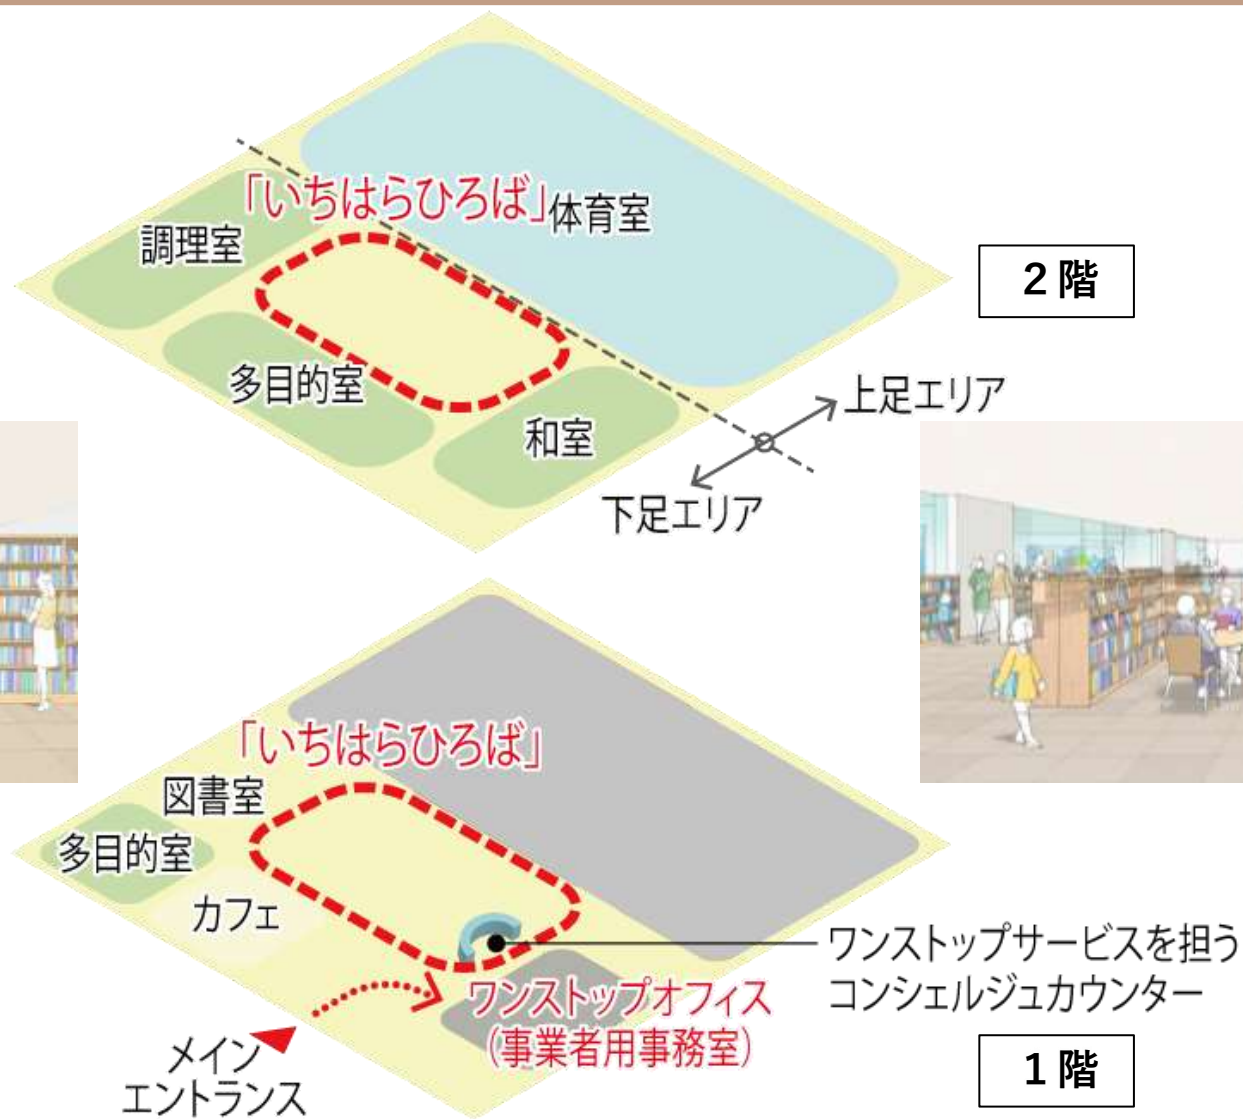 「いちはらひろば」
体育室
調理室
2階
多目的室
和室
上足エリア
下足エリア
「いちはらひろば」
図書室
多目的室
カフェ
ワンストップサービスを担う
コンシェルジュカウンター
ワンストップオフィス
(事業者用事務室)
メイン
エントランス
1階